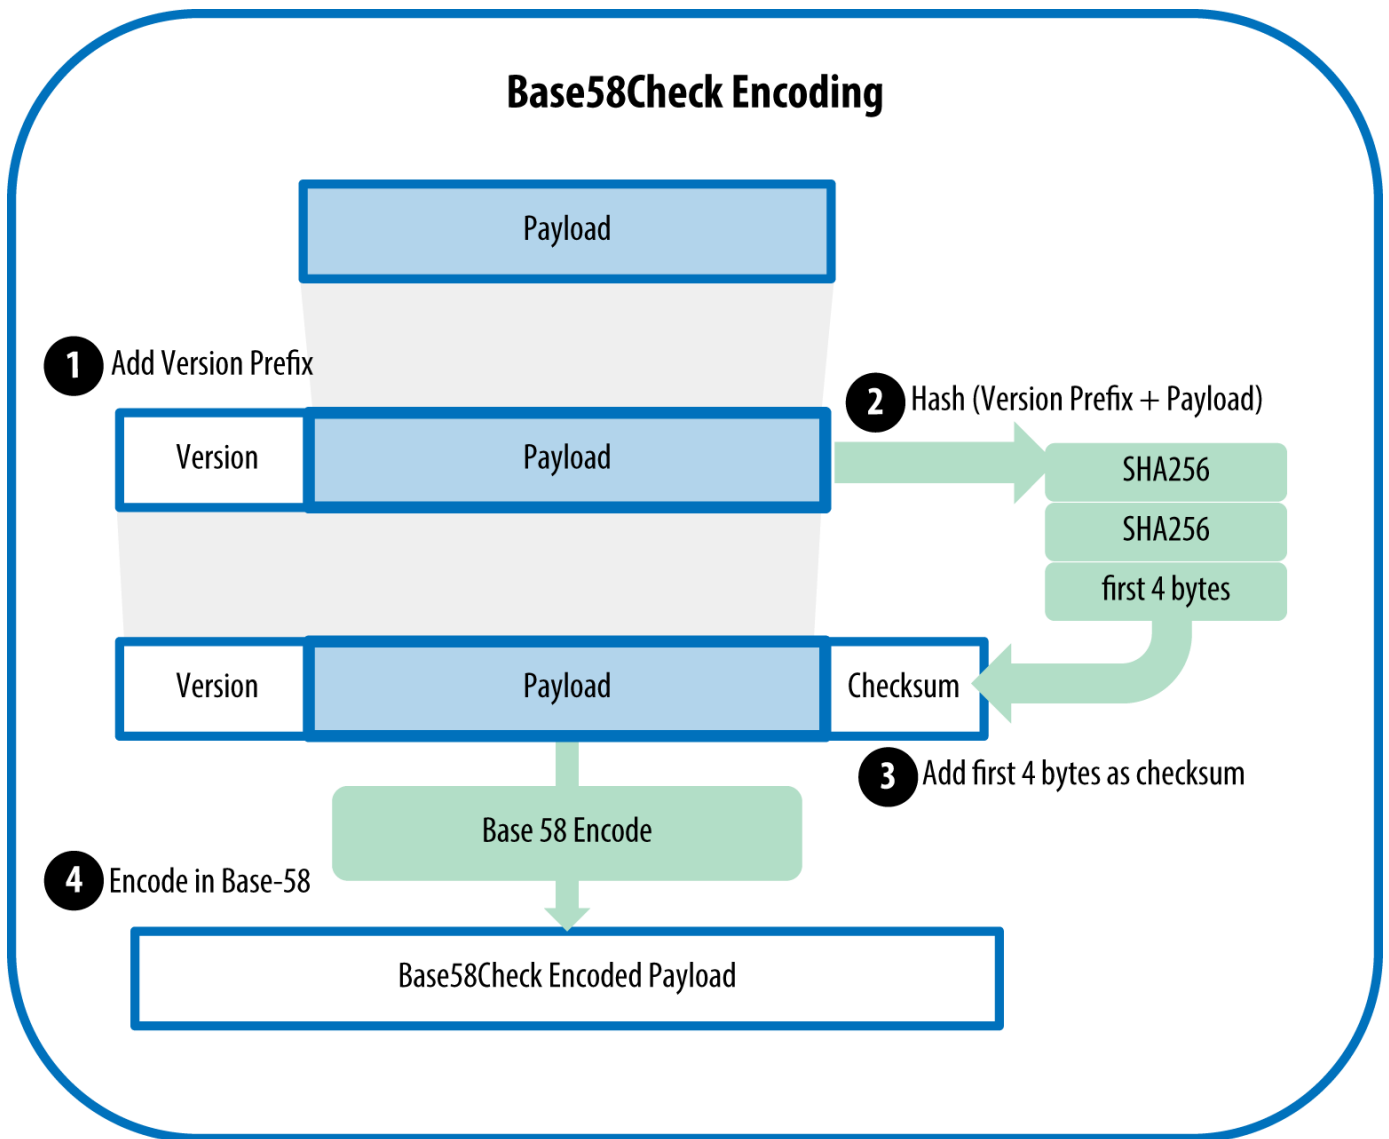 Base58Check Encoding
Payload
1 Add Version Prefix
2 Hash (Version Prefix + Payload)
Version Payload
SHA256
SHA256
first 4 bytes
Version Payload Checksum
3 Add first 4 bytes as checksum
Base 58 Encode
4 Encode in Base-58
Base58Check Encoded Payload